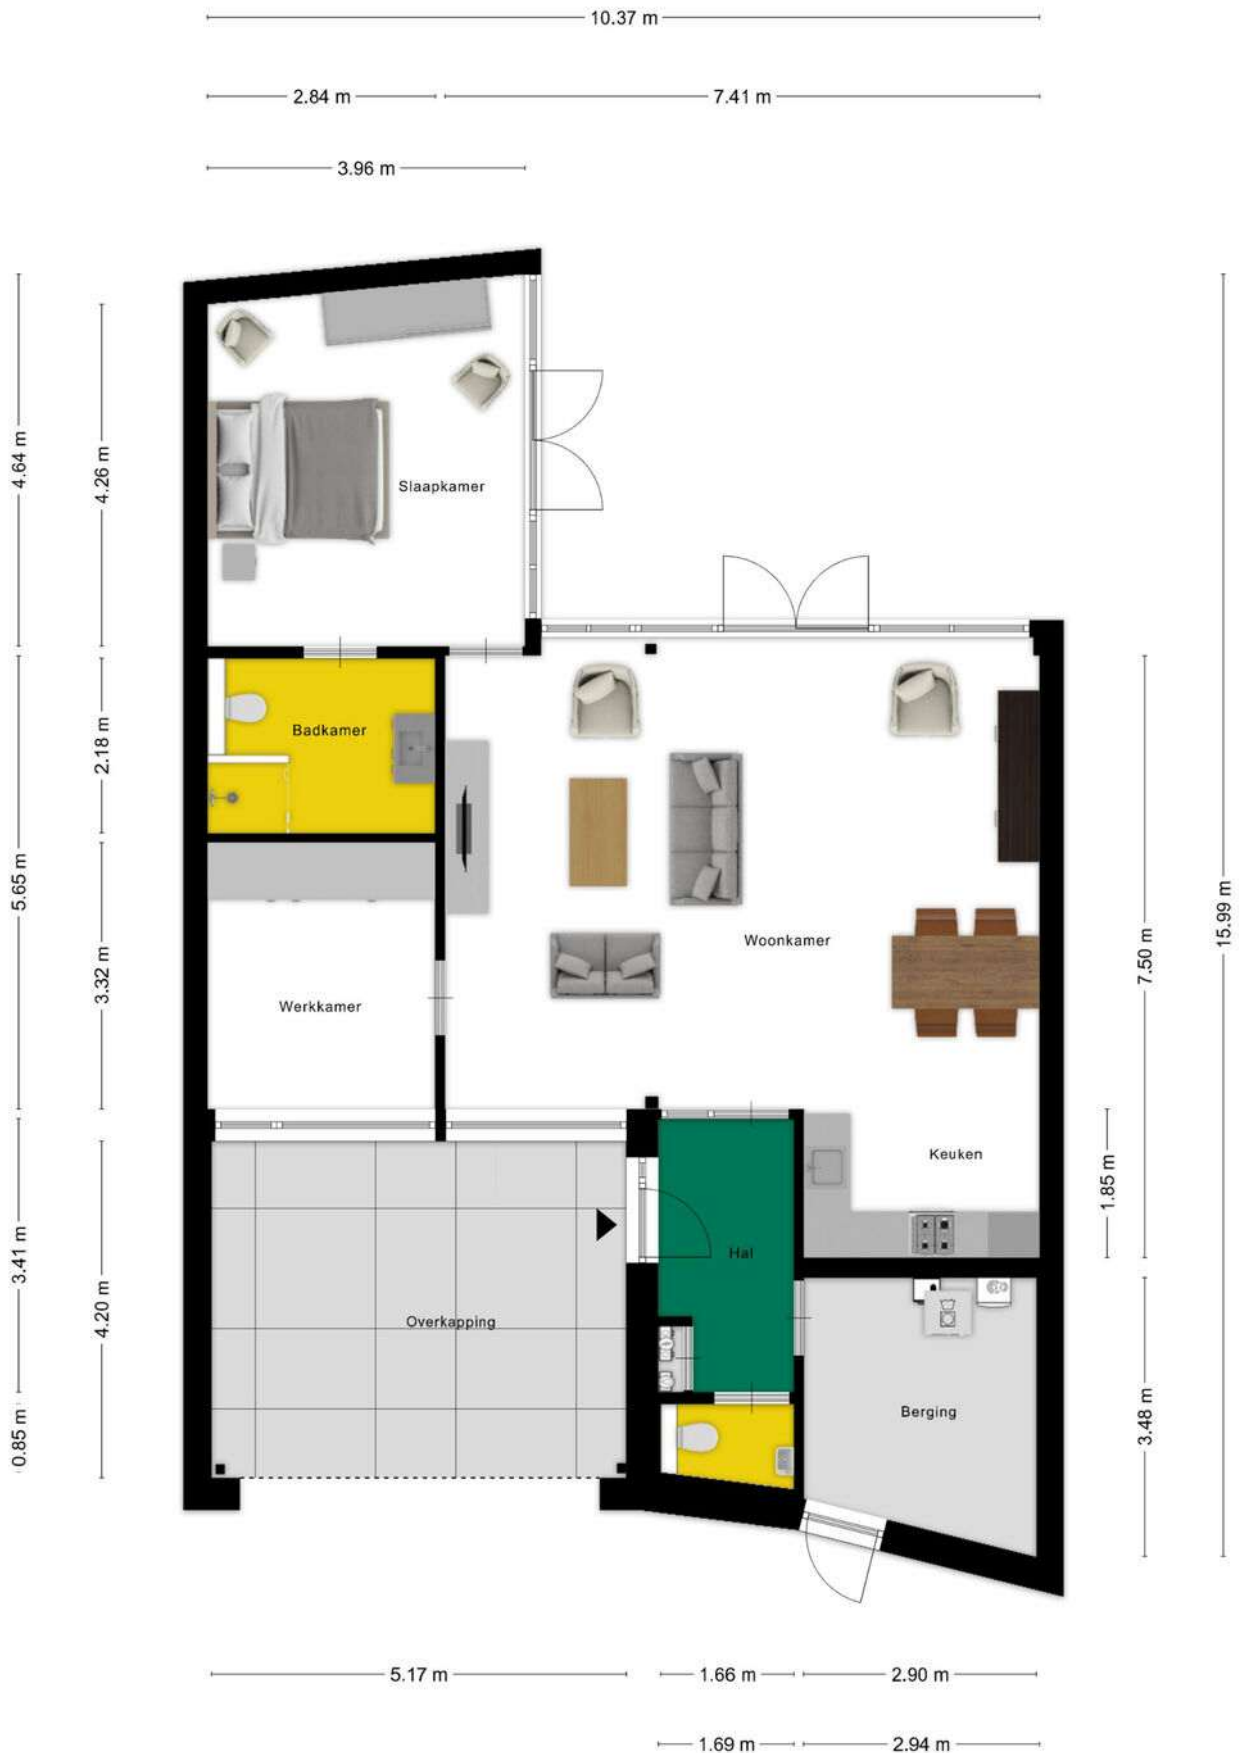 10.37 m
2.84 m
7.41 m
3.96 m
4.64 m
4.26 m
Slaapkamer
Badkamer
2.18 m
5.65 m
15.99 m
Woonkamer
7.50 m
3.32 m
Werkkamer
Keuken
1.85 m
3.41 m
Hal
4.20 m
Overkapping
Berging
0.85 m
3.48 m
5.17 m
1.66 m
2.90 m
1.69 m
2.94 m